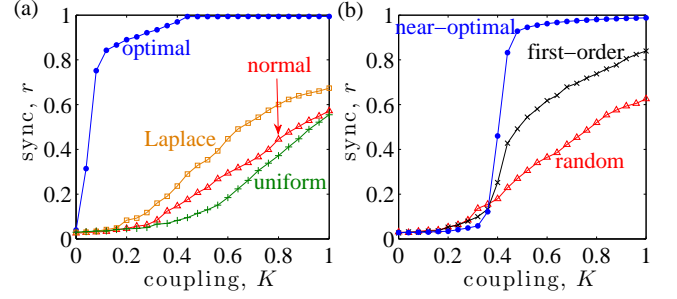 (a)
1
0.8
0.6
0.4
0.2
0
sync, r
optimal
normal
Laplace
uniform
0 0.2 0.4 0.6 0.8 1
coupling, K
(b)
1
0.8
0.6
0.4
0.2
0
sync, r
near−optimal
first−order
random
0 0.2 0.4 0.6 0.8 1
coupling, K